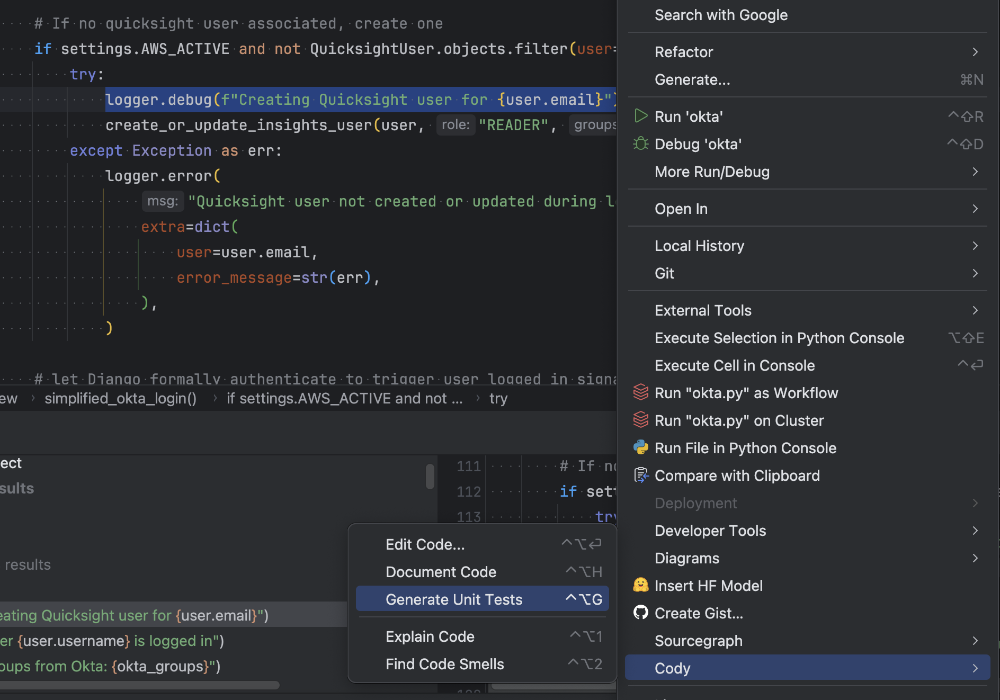 # If no quicksight user associated, create one
if settings.AWS_ACTIVE and not QuicksightUser.objects.filter(user=
try:
logger.debug(f"Creating Quicksight user for {user.email}")
create_or_update_insights_user(user, role: "READER", groups
except Exception as err:
logger.error(
msg: "Quicksight user not created or updated during l
extra=dict(
user=user.email,
error_message=str(err),
),
)
# let Django formally authenticate to trigger user logged in signa
ew › simplified_okta_login() › if settings.AWS_ACTIVE and not ... › try
ect
sults
results
eating Quicksight user for {user.email}")
er {user.username} is logged in")
oups from Okta: {okta_groups}")
111 # If no
112 if sett
113 try
Edit Code... ^⌥⏎
Document Code ^⌥H
Generate Unit Tests ^⌥G
Explain Code ^⌥1
Find Code Smells ^⌥2
Search with Google
Refactor
Generate... ⌘N
Run 'okta' ^⇧R
Debug 'okta' ^⇧D
More Run/Debug
Open In
Local History
Git
External Tools
Execute Selection in Python Console ⌥⇧E
Execute Cell in Console ^⏎
Run "okta.py" as Workflow
Run "okta.py" on Cluster
Run File in Python Console
Compare with Clipboard
Deployment
Developer Tools
Diagrams
Insert HF Model
Create Gist...
Sourcegraph
Cody